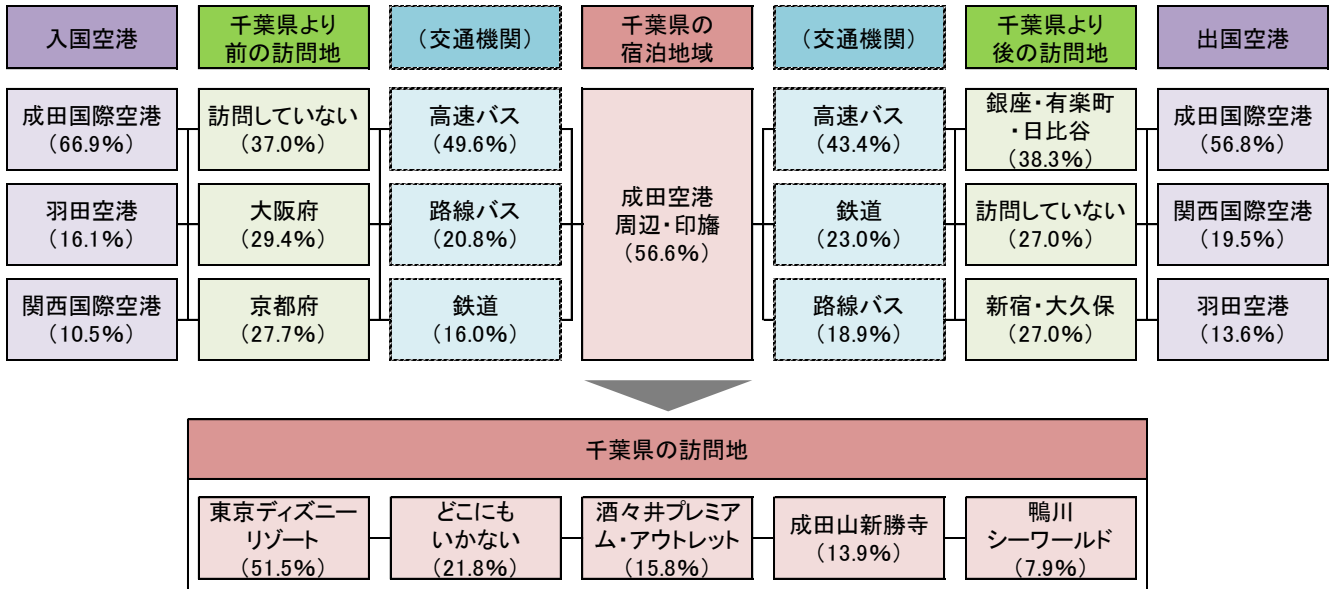 入国空港
千葉県より
前の訪問地
（交通機関）
千葉県の
宿泊地域
（交通機関）
千葉県より
後の訪問地
出国空港
成田国際空港
（66.9%）
訪問していない
（37.0%）
高速バス
（49.6%）
成田空港
周辺・印旛
（56.6%）
高速バス
（43.4%）
銀座・有楽町
・日比谷
（38.3%）
成田国際空港
（56.8%）
羽田空港
（16.1%）
大阪府
（29.4%）
路線バス
（20.8%）
鉄道
（23.0%）
訪問していない
（27.0%）
関西国際空港
（19.5%）
関西国際空港
（10.5%）
京都府
（27.7%）
鉄道
（16.0%）
路線バス
（18.9%）
新宿・大久保
（27.0%）
羽田空港
（13.6%）
千葉県の訪問地
東京ディズニー
リゾート
（51.5%）
どこにも
いかない
（21.8%）
酒々井プレミア
ム・アウトレット
（15.8%）
成田山新勝寺
（13.9%）
鴨川
シーワールド
（7.9%）